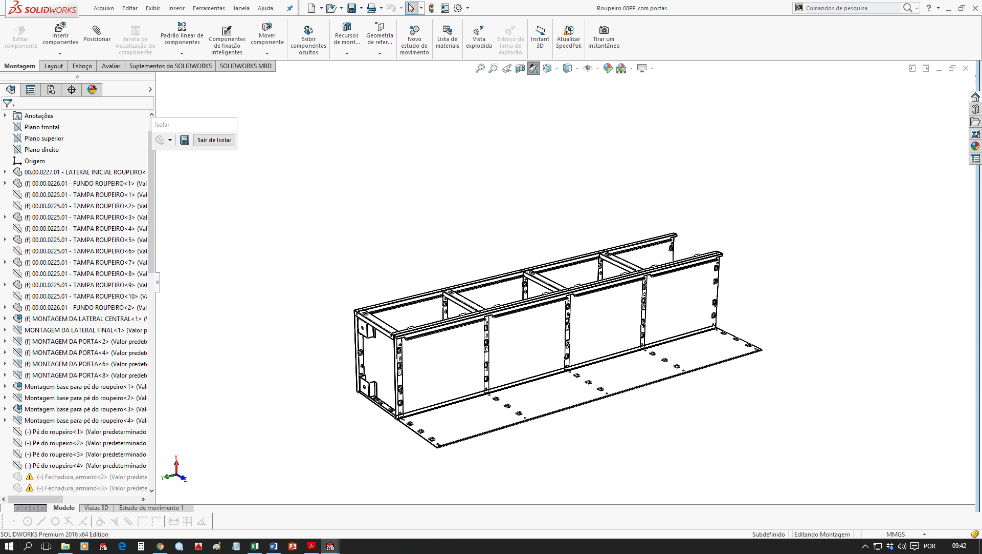 SOLIDWORKS
Arquivo Editar Exibir Inserir Ferramentas Janela Ajuda
Roupeiro 08PF_com portas
Comandos de pesquisa
Editar componente
Inserir componentes
Posicionar
Janela de visualização do componente
Padrão linear de componentes
Componentes de fixação inteligentes
Mover componente
Exibir componentes ocultos
Recursos de mont...
Geometria de refer...
Novo estudo de movimento
Lista de materiais
Vista explodida
Esboço de linha de explosão
Instant 3D
Atualizar SpeedPak
Tirar um instantâneo
Montagem Layout Esboço Avaliar Suplementos do SOLIDWORKS SOLIDWORKS MBD
Isolar
Sair de Isolar
Anotações
Plano frontal
Plano superior
Plano direito
Origem
00.00.0227.01 - LATERAL INICIAL ROUPEIRO<
(f) 00.00.0226.01 - FUNDO ROUPEIRO<1> (Val
(f) 00.00.0225.01 - TAMPA ROUPEIRO<1> (Val
(f) 00.00.0225.01 - TAMPA ROUPEIRO<2> (Val
(f) 00.00.0225.01 - TAMPA ROUPEIRO<3> (Val
(f) 00.00.0225.01 - TAMPA ROUPEIRO<4> (Val
(f) 00.00.0225.01 - TAMPA ROUPEIRO<5> (Val
(f) 00.00.0225.01 - TAMPA ROUPEIRO<6> (Val
(f) 00.00.0225.01 - TAMPA ROUPEIRO<7> (Val
(f) 00.00.0225.01 - TAMPA ROUPEIRO<8> (Val
(f) 00.00.0225.01 - TAMPA ROUPEIRO<9> (Val
(f) 00.00.0225.01 - TAMPA ROUPEIRO<10> (Va
(f) 00.00.0226.01 - FUNDO ROUPEIRO<2> (Val
(f) MONTAGEM DA LATERAL CENTRAL<1> (V
MONTAGEM DA LATERAL FINAL<1> (Valor p
(f) MONTAGEM DA PORTA<2> (Valor predet
(f) MONTAGEM DA PORTA<4> (Valor predet
(f) MONTAGEM DA PORTA<6> (Valor predet
(f) MONTAGEM DA PORTA<8> (Valor predet
Montagem base para pé do roupeiro<1> (Val
Montagem base para pé do roupeiro<2> (Val
Montagem base para pé do roupeiro<3> (Val
Montagem base para pé do roupeiro<4> (Val
(-) Pé do roupeiro<1> (Valor predeterminado
(-) Pé do roupeiro<2> (Valor predeterminado
(-) Pé do roupeiro<3> (Valor predeterminado
(-) Pé do roupeiro<4> (Valor predeterminado
(-) Fechadura_armario<2> (Valor predete
(-) Fechadura_armario<3> (Valor predete
Modelo Vistas 3D Estudo de movimento 1
SOLIDWORKS Premium 2016 x64 Edition
Subdefinido
Editando Montagem
MMGS
POR
09:42